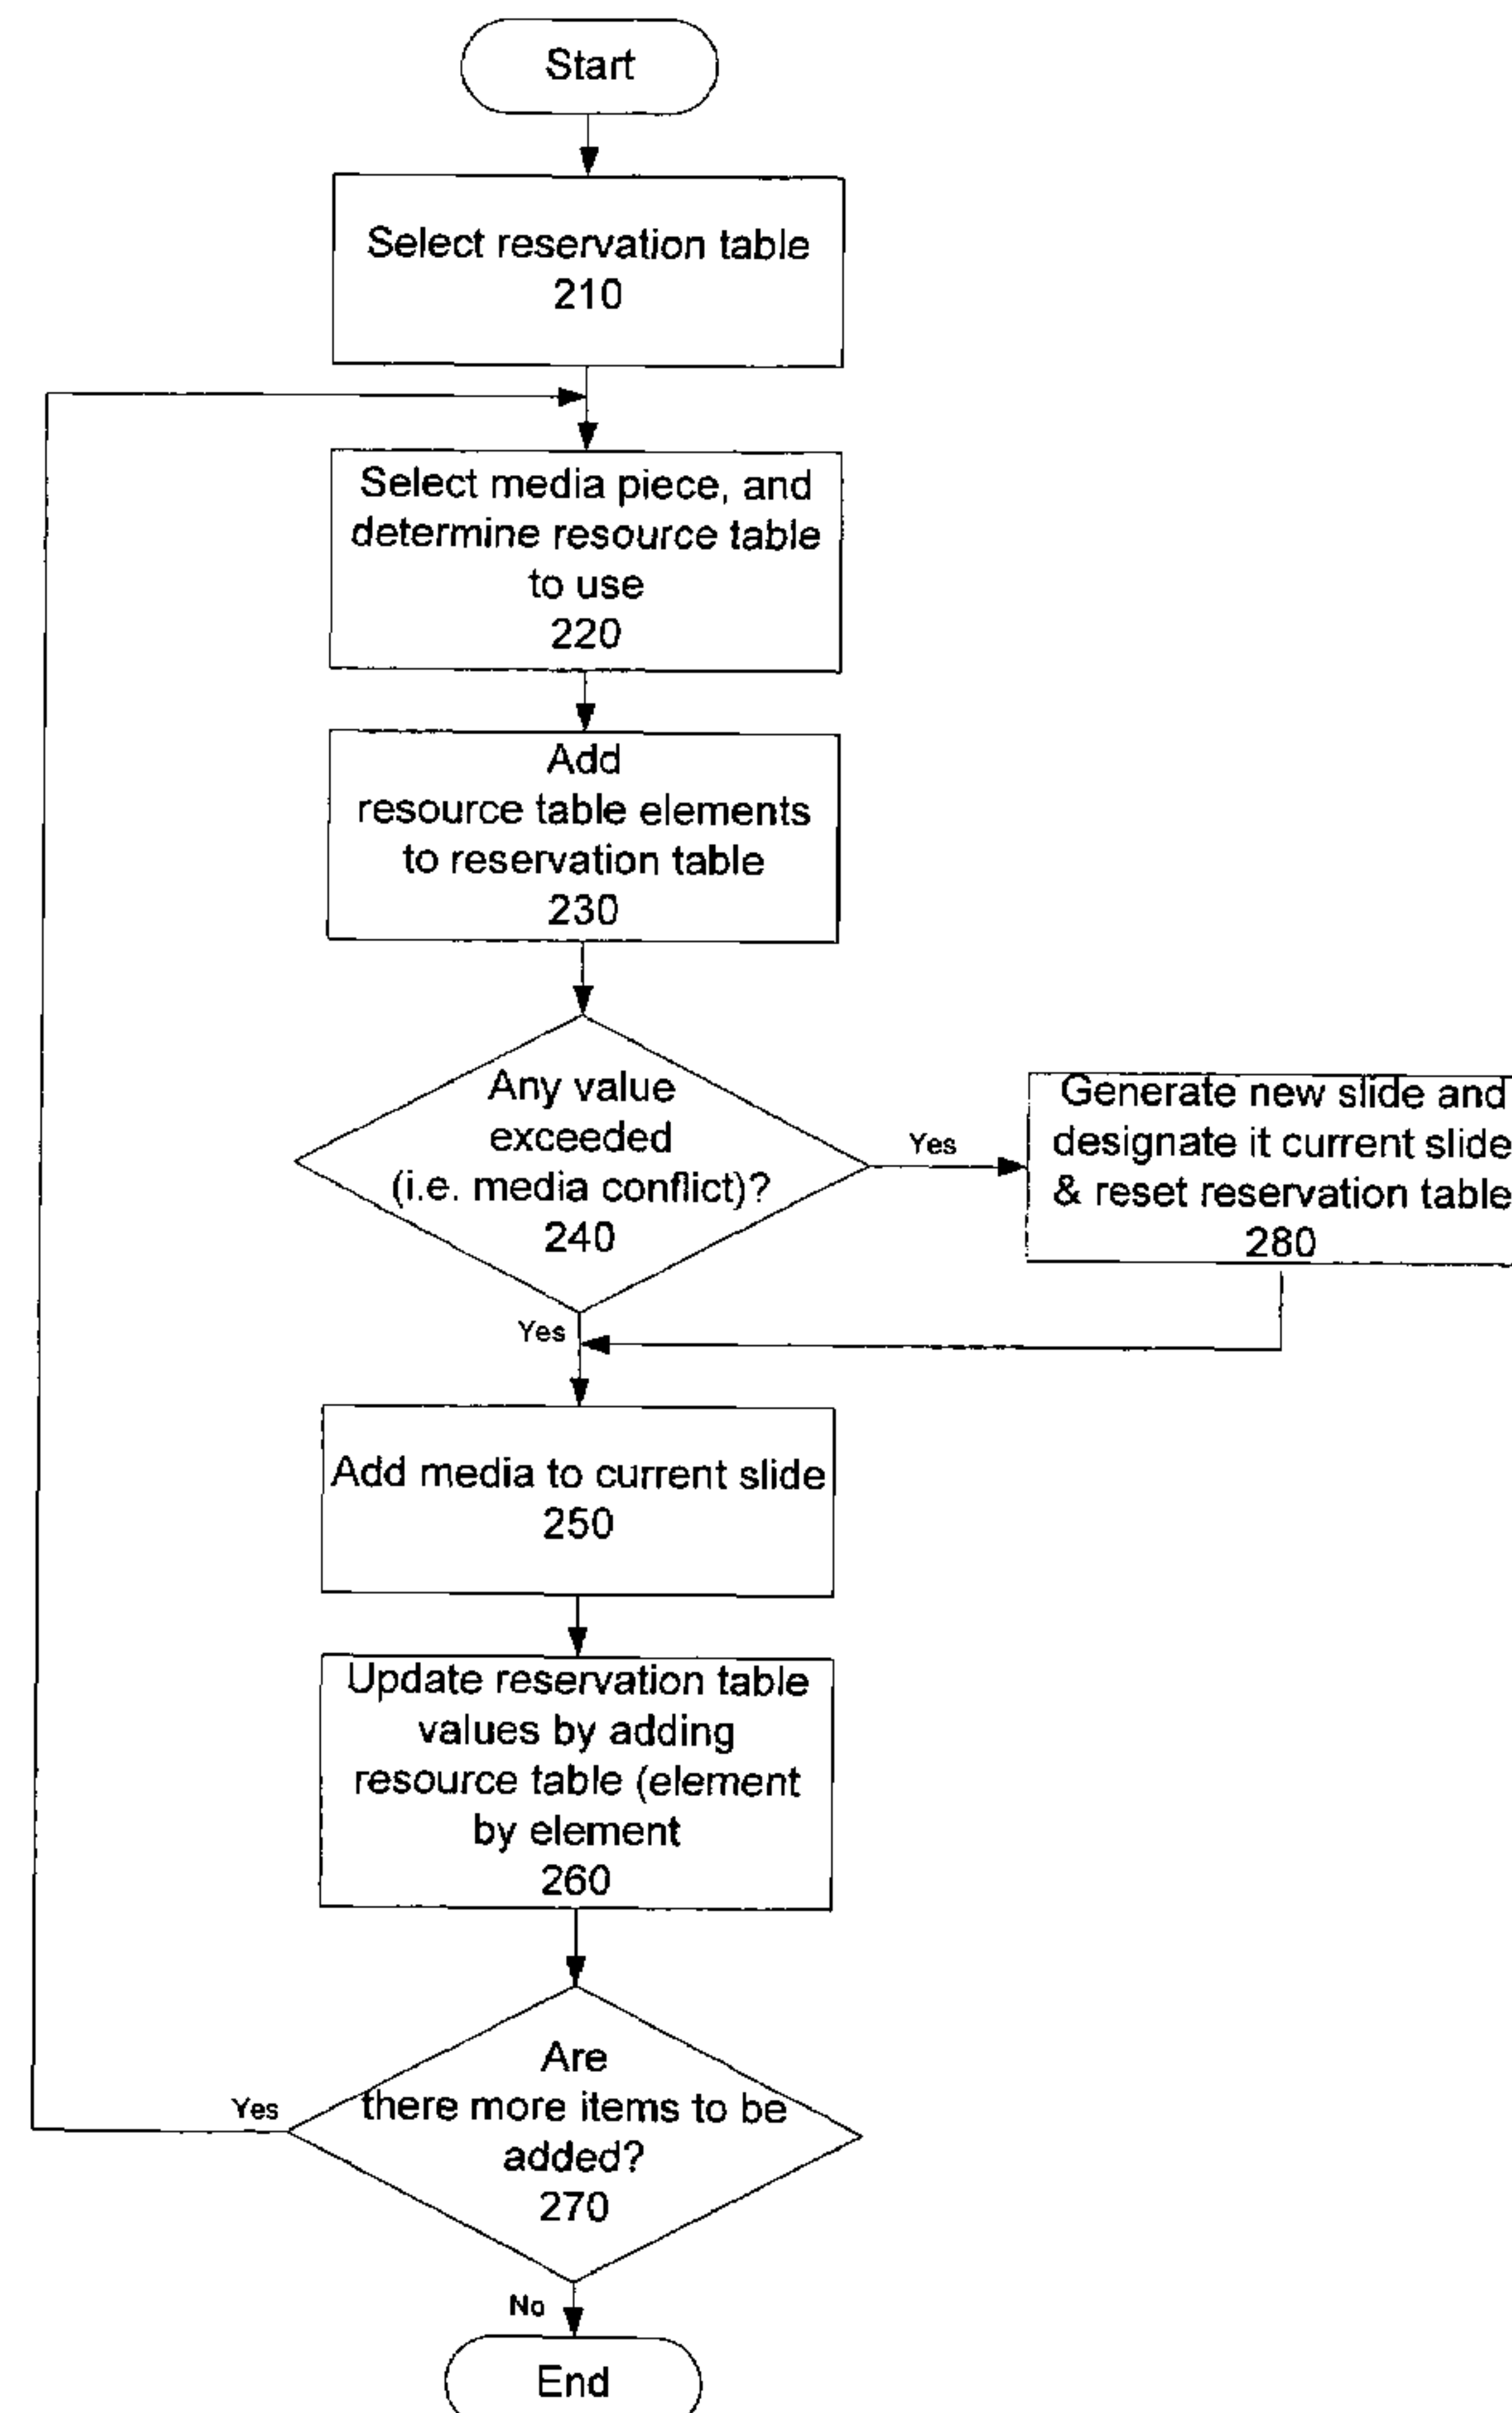 Start
Select reservation table
210
Select media piece, and
determine resource table
to use
220
Add
resource table elements
to reservation table
230
Any value
exceeded
(i.e. media conflict)?
240
Yes
Generate new slide and
designate it current slide
& reset reservation table
280
Yes
Add media to current slide
250
Update reservation table
values by adding
resource table (element
by element
260
Are
there more items to be
added?
270
Yes
No
End